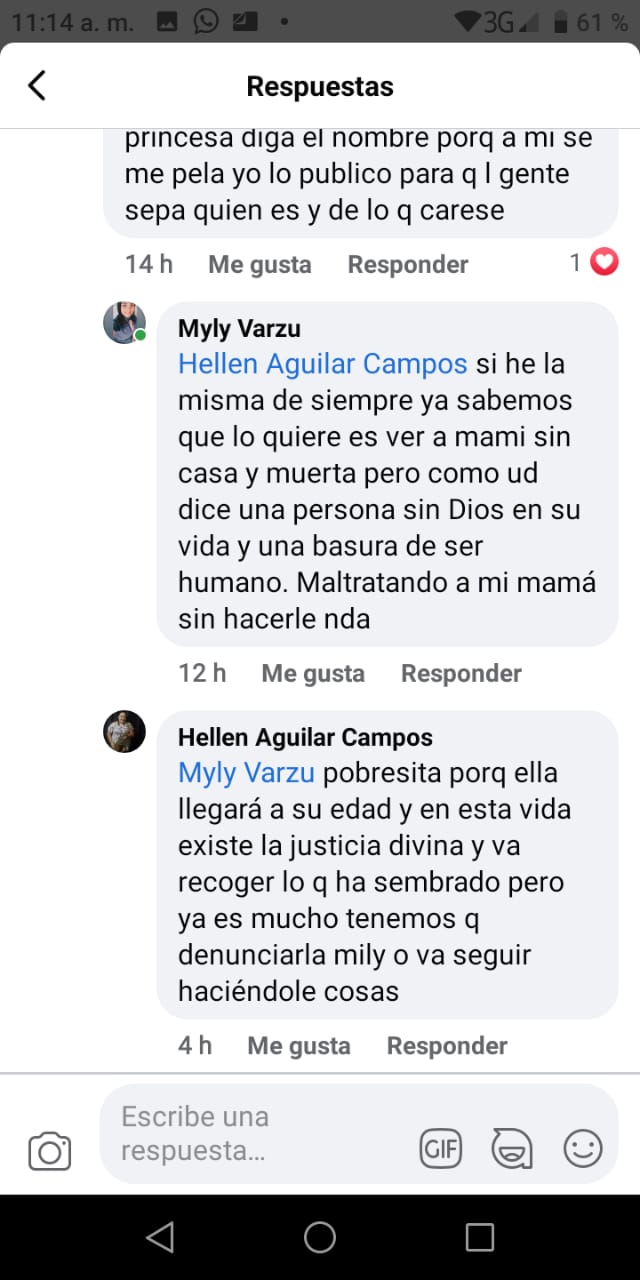 11:14 a. m.
3G
61 %
Respuestas
princesa diga el nombre porq a mi se
me pela yo lo publico para q l gente
sepa quien es y de lo q carese
14 h Me gusta Responder 1
Myly Varzu
Hellen Aguilar Campos si he la
misma de siempre ya sabemos
que lo quiere es ver a mami sin
casa y muerta pero como ud
dice una persona sin Dios en su
vida y una basura de ser
humano. Maltratando a mi mamá
sin hacerle nda
12 h Me gusta Responder
Hellen Aguilar Campos
Myly Varzu pobresita porq ella
llegará a su edad y en esta vida
existe la justicia divina y va
recoger lo q ha sembrado pero
ya es mucho tenemos q
denunciarla mily o va seguir
haciéndole cosas
4 h Me gusta Responder
Escribe una
respuesta...
GIF